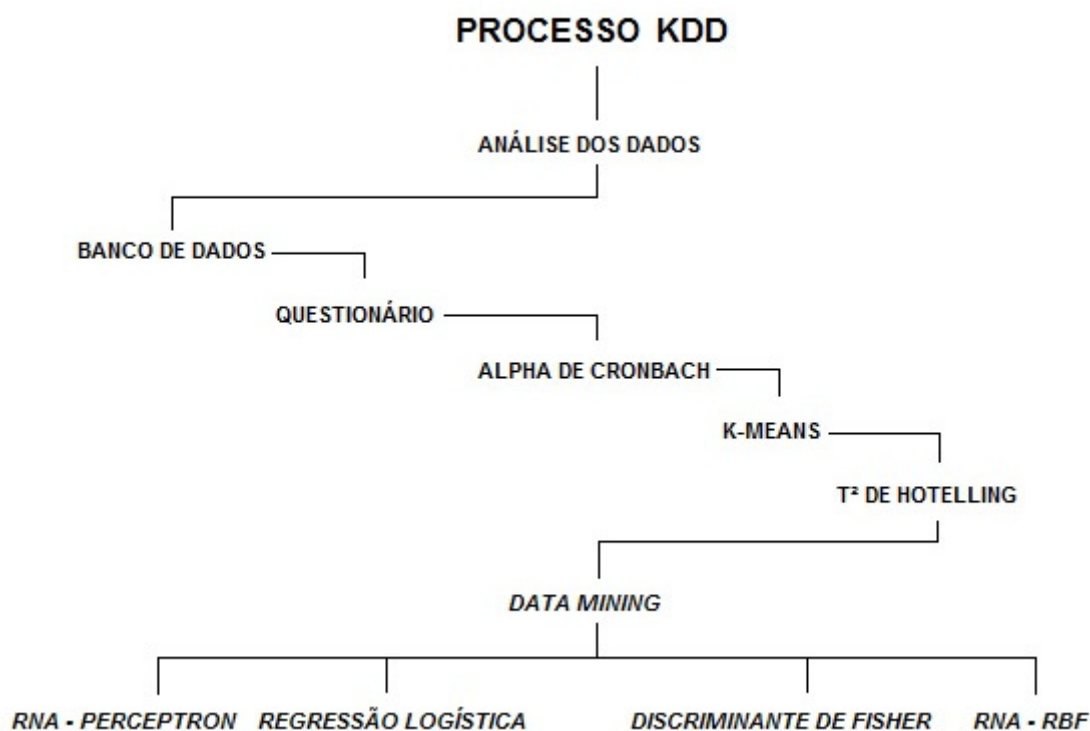 PROCESSO KDD
ANÁLISE DOS DADOS
BANCO DE DADOS
QUESTIONÁRIO
ALPHA DE CRONBACH
K-MEANS
T² DE HOTELLING
DATA MINING
RNA - PERCEPTRON
REGRESSÃO LOGÍSTICA
DISCRIMINANTE DE FISHER
RNA - RBF